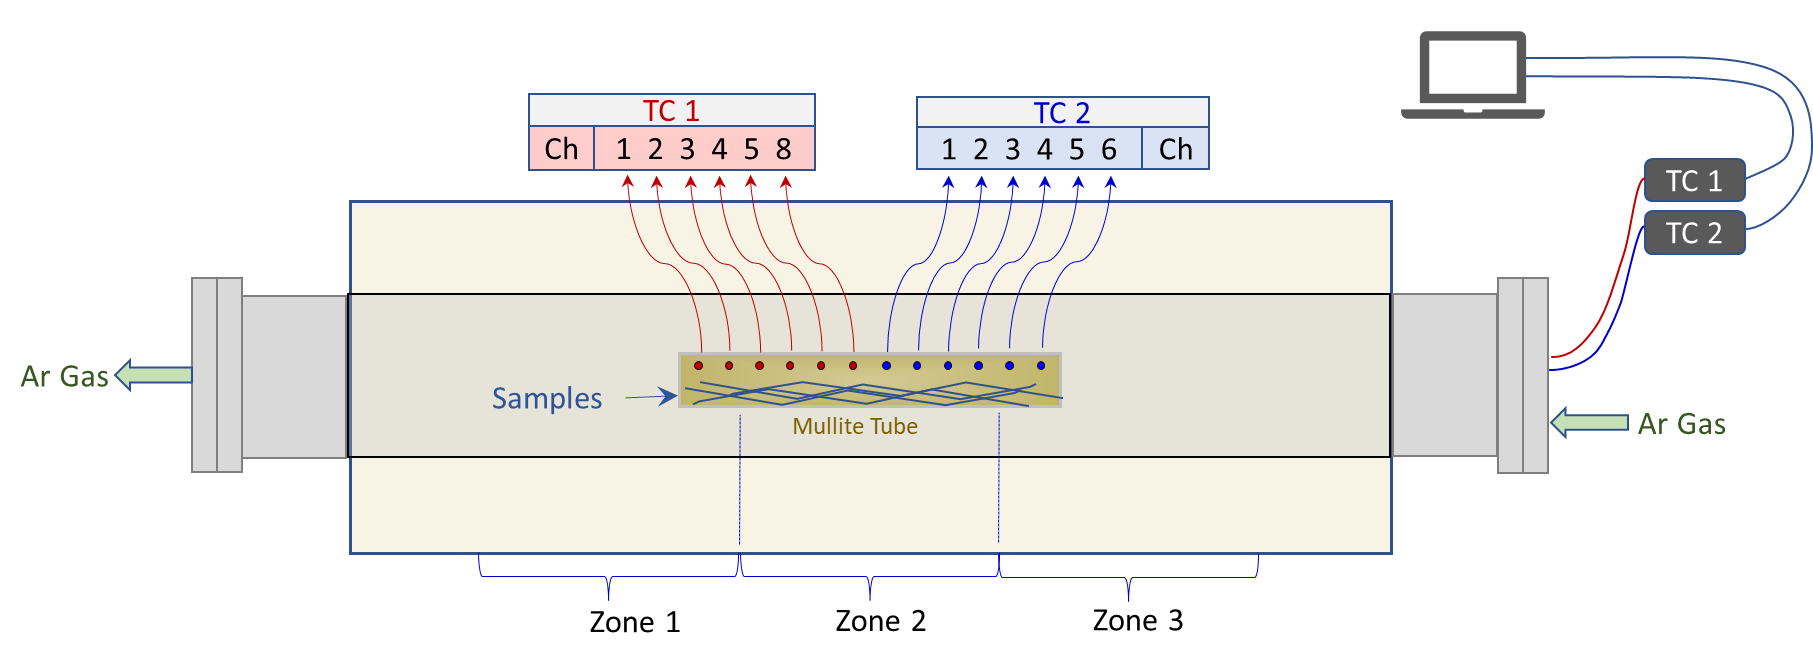 TC 1
Ch 1 2 3 4 5 8
TC 2
1 2 3 4 5 6 Ch
TC 1
TC 2
Ar Gas
Samples
Mullite Tube
Ar Gas
Zone 1
Zone 2
Zone 3